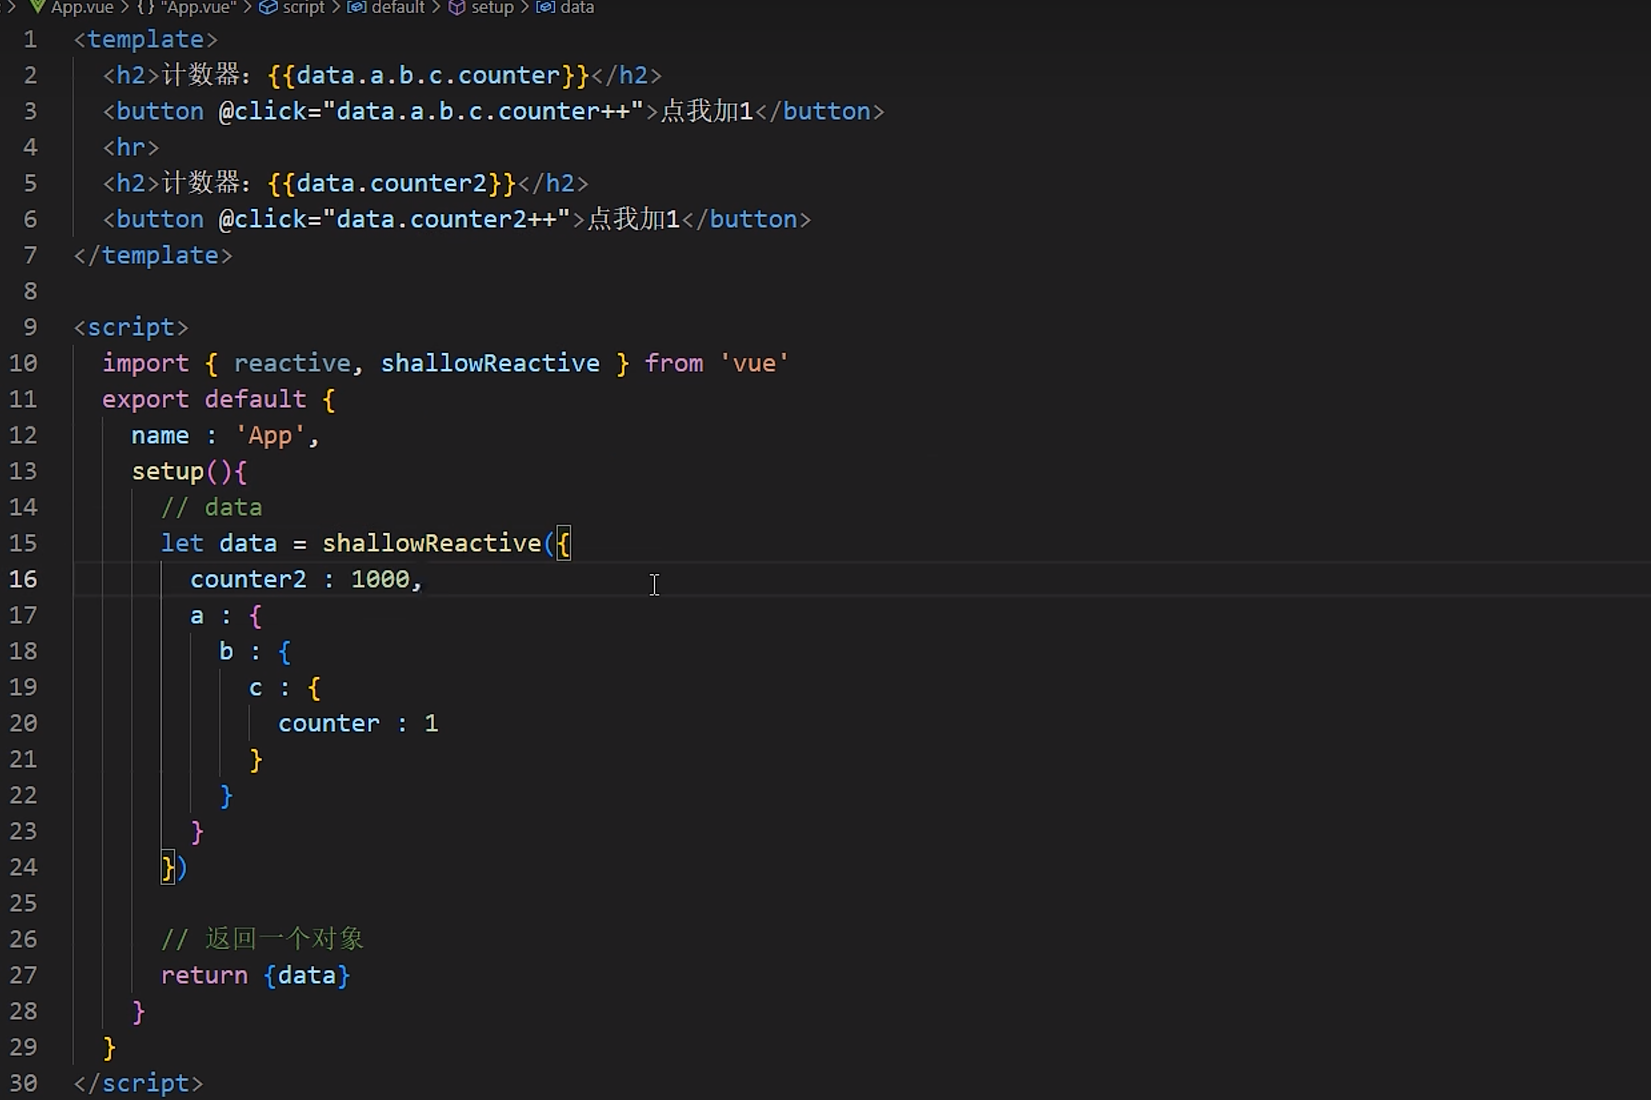 App.vue > {} "App.vue" > script > default > setup > data
1 <template>
2 <h2>计数器：{{data.a.b.c.counter}}</h2>
3 <button @click="data.a.b.c.counter++">点我加1</button>
4 <hr>
5 <h2>计数器：{{data.counter2}}</h2>
6 <button @click="data.counter2++">点我加1</button>
7 </template>
8
9 <script>
10 import { reactive, shallowReactive } from 'vue'
11 export default {
12 name : 'App',
13 setup(){
14 // data
15 let data = shallowReactive({
16 counter2 : 1000,
17 a : {
18 b : {
19 c : {
20 counter : 1
21 }
22 }
23 }
24 })
25
26 // 返回一个对象
27 return {data}
28 }
29 }
30 </script>